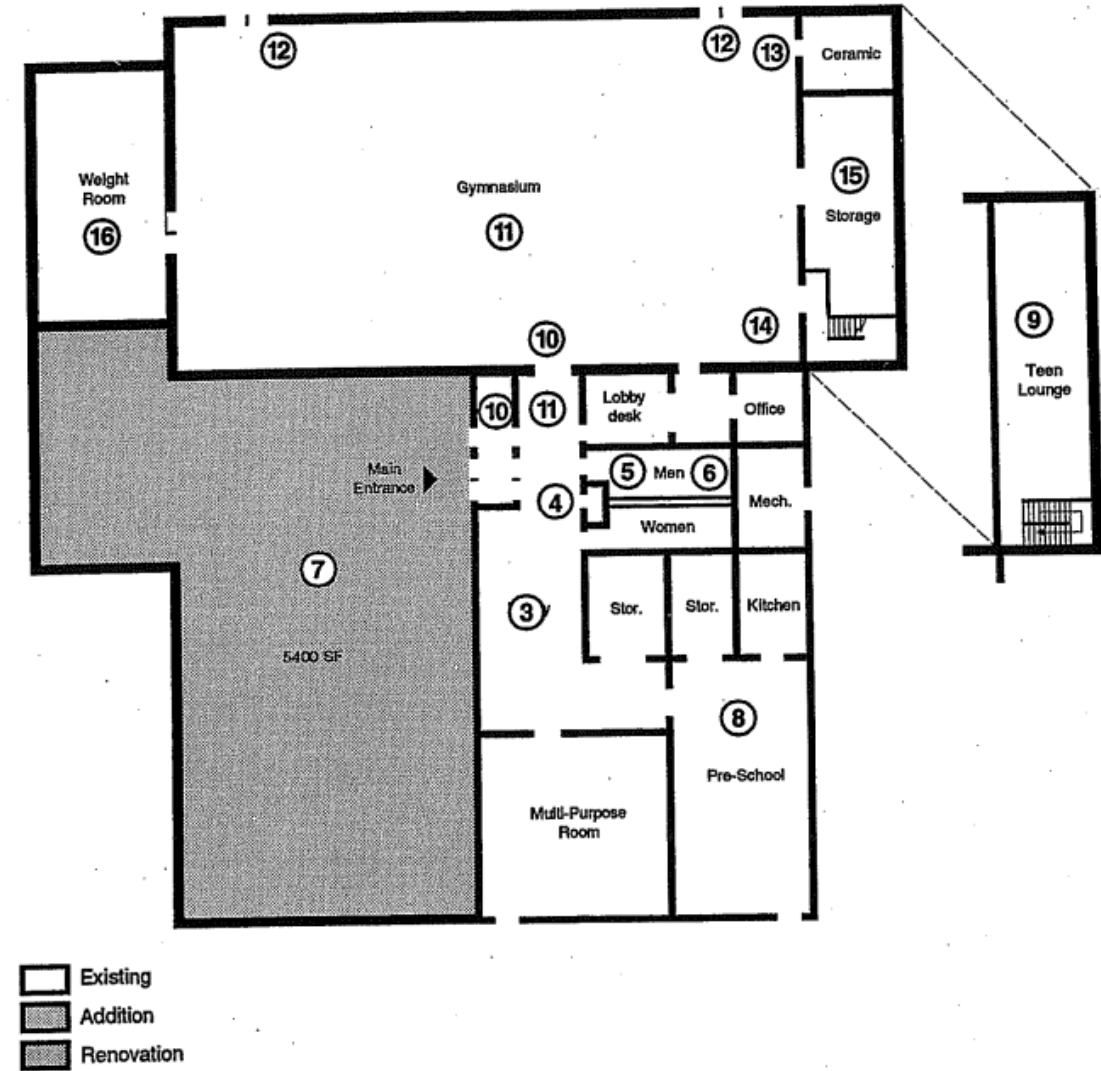 12
12
13
Ceramic
Weight
Room
16
Gymnasium
11
15
Storage
9
Teen
Lounge
14
10
10
11
Lobby
desk
Office
Main
Entrance
5
Men
6
4
Women
Mech.
7
3
Stor.
Stor.
Kitchen
5400 SF
8
Pre-School
Multi-Purpose
Room
Existing
Addition
Renovation